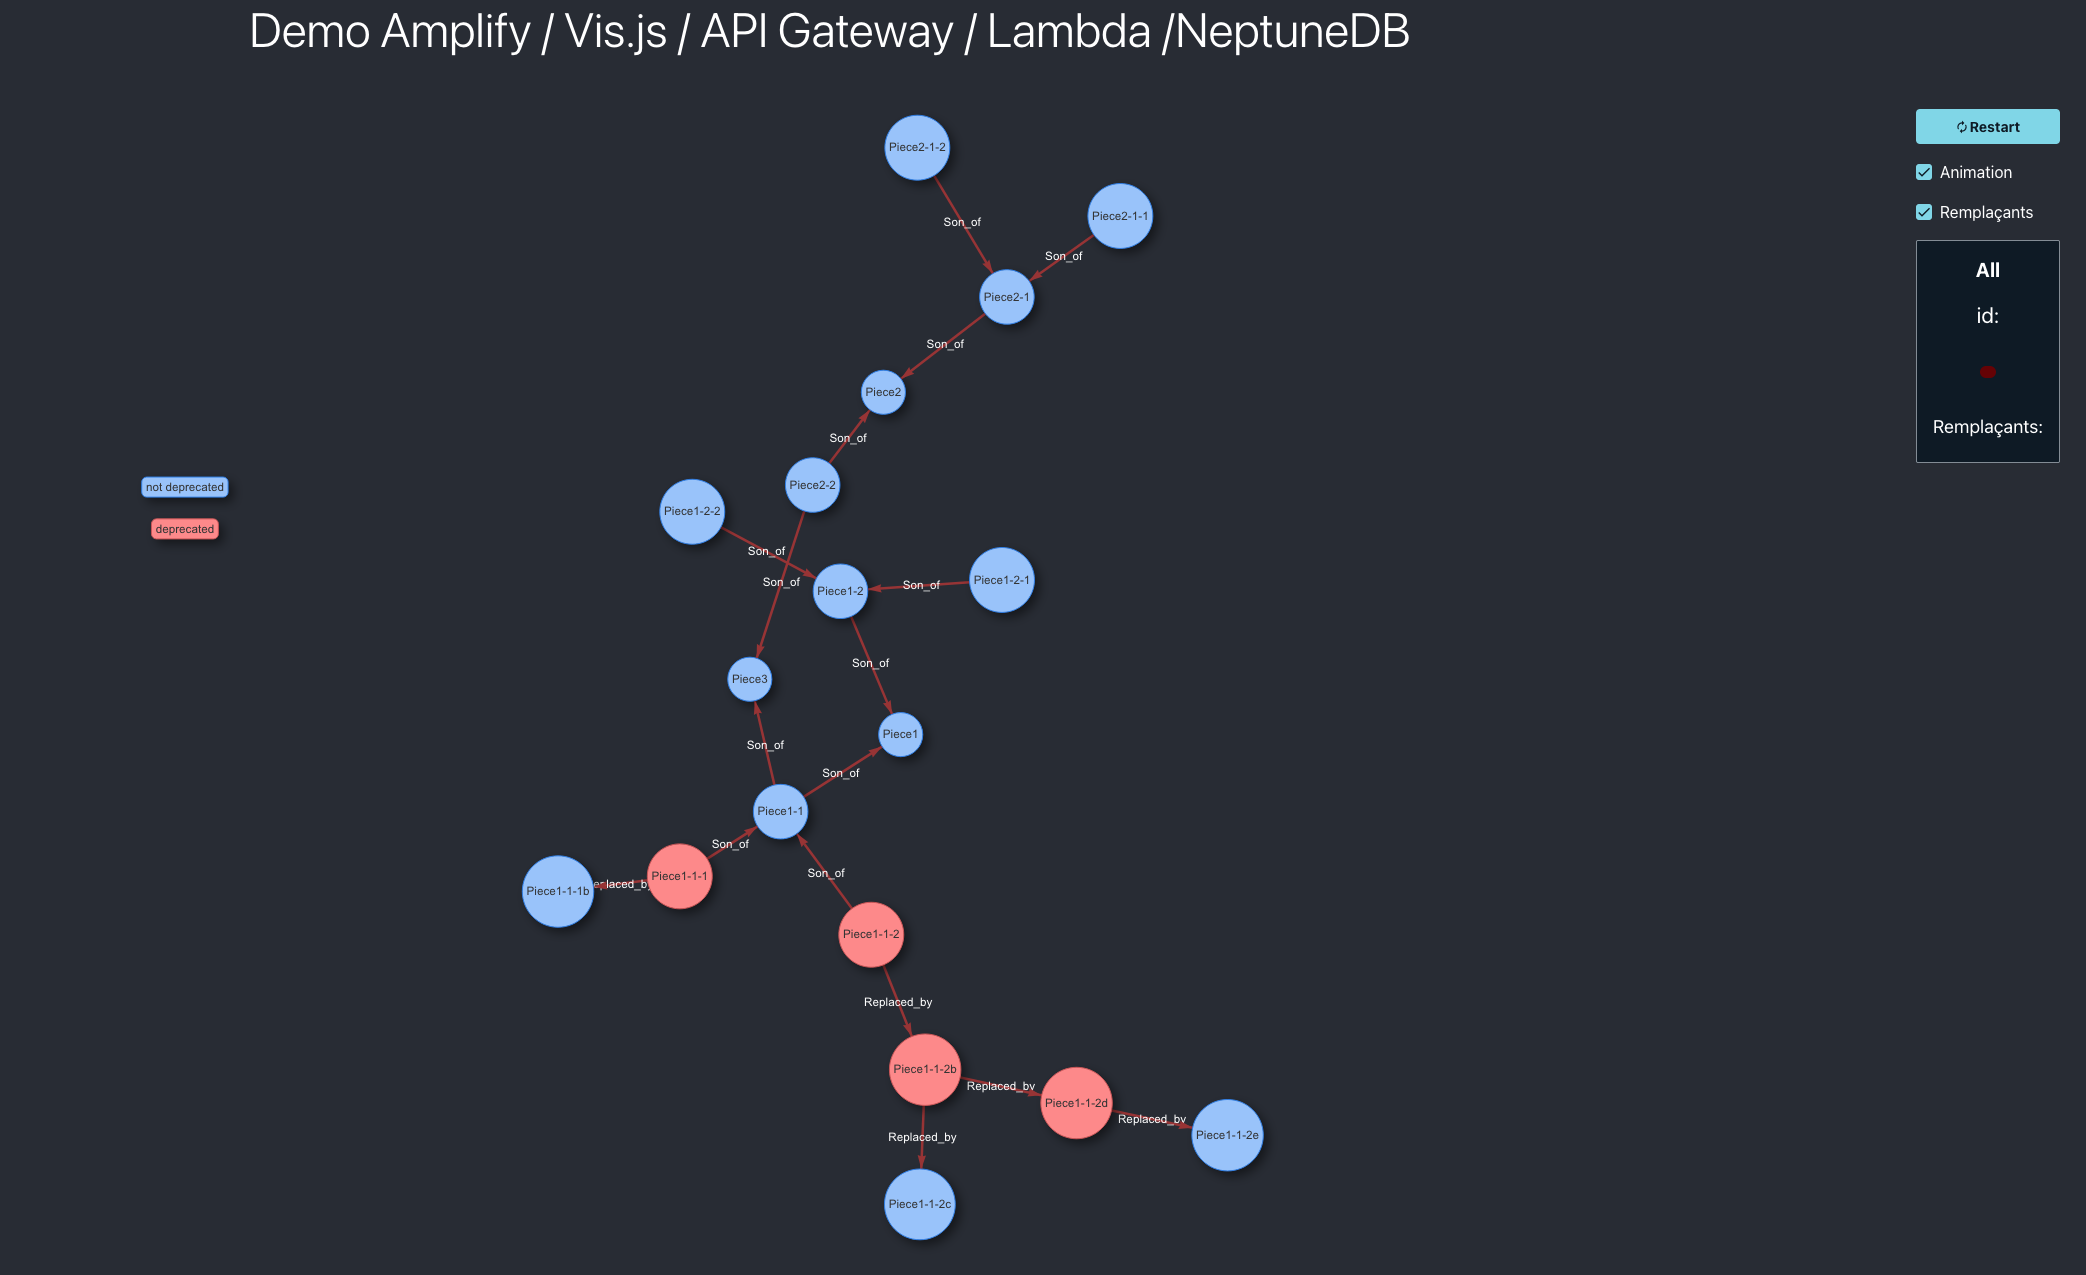 Demo Amplify / Vis.js / API Gateway / Lambda /NeptuneDB
Restart
Animation
Remplaçants
All
id:
Remplaçants:
not deprecated
deprecated
Piece2-1-2
Piece2-1-1
Son_of
Son_of
Piece2-1
Son_of
Piece2
Son_of
Piece2-2
Piece1-2-2
Son_of
Son_of
Piece1-2
Son_of
Piece1-2-1
Son_of
Piece3
Piece1
Son_of
Son_of
Piece1-1
Son_of
Son_of
Piece1-1-1
Piece1-1-1b
eplaced_by
Piece1-1-2
Replaced_by
Piece1-1-2b
Replaced_by
Piece1-1-2d
Replaced_by
Piece1-1-2e
Replaced_by
Piece1-1-2c